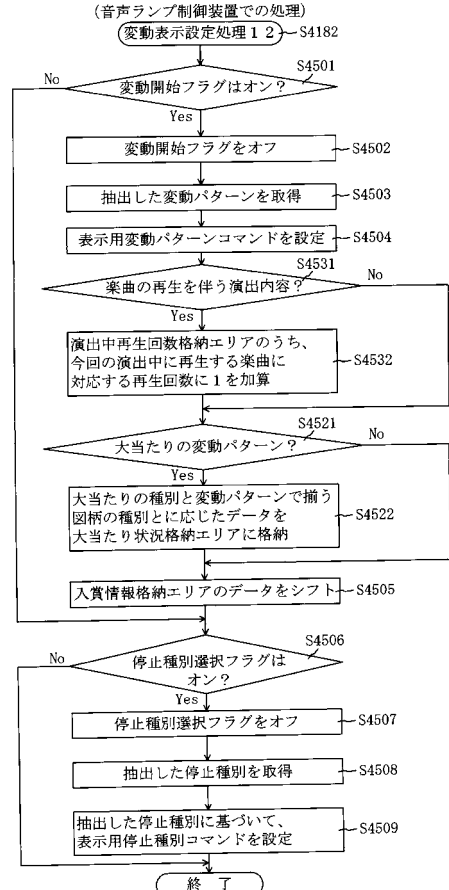 (音声ランプ制御装置での処理)
変動表示設定処理12
S4182
S4501
No
変動開始フラグはオン?
Yes
変動開始フラグをオフ
S4502
抽出した変動パターンを取得
S4503
表示用変動パターンコマンドを設定
S4504
S4531
楽曲の再生を伴う演出内容?
No
Yes
演出中再生回数格納エリアのうち、
今回の演出中に再生する楽曲に
対応する再生回数に1を加算
S4532
S4521
大当たりの変動パターン?
No
Yes
大当たりの種別と変動パターンで揃う
図柄の種別とに応じたデータを
大当たり状況格納エリアに格納
S4522
入賞情報格納エリアのデータをシフト
S4505
S4506
No
停止種別選択フラグは
オン?
Yes
停止種別選択フラグをオフ
S4507
抽出した停止種別を取得
S4508
抽出した停止種別に基づいて、
表示用停止種別コマンドを設定
S4509
終了